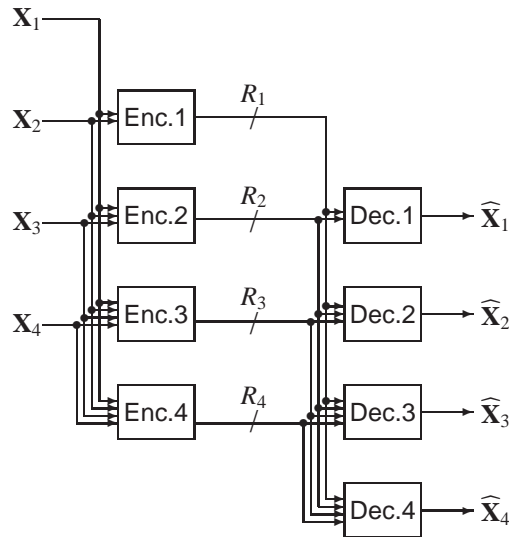 X₁
X₂
Enc.1
R₁
X₃
Enc.2
R₂
Dec.1
X̂₁
X₄
Enc.3
R₃
Dec.2
X̂₂
Enc.4
R₄
Dec.3
X̂₃
Dec.4
X̂₄